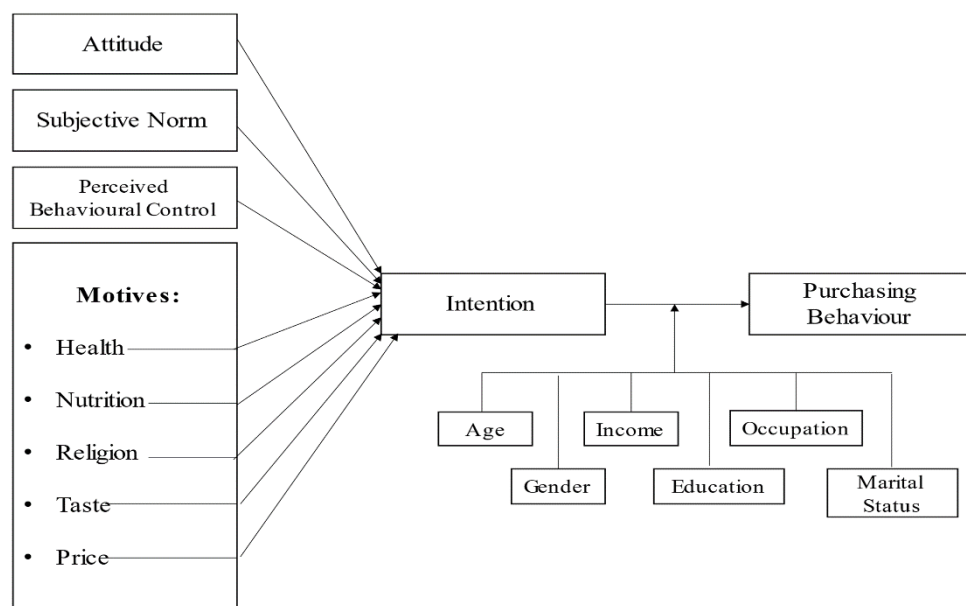 Attitude
Subjective Norm
Perceived
Behavioural Control
Motives:
• Health
• Nutrition
• Religion
• Taste
• Price
Intention
Purchasing
Behaviour
Age
Income
Occupation
Gender
Education
Marital
Status